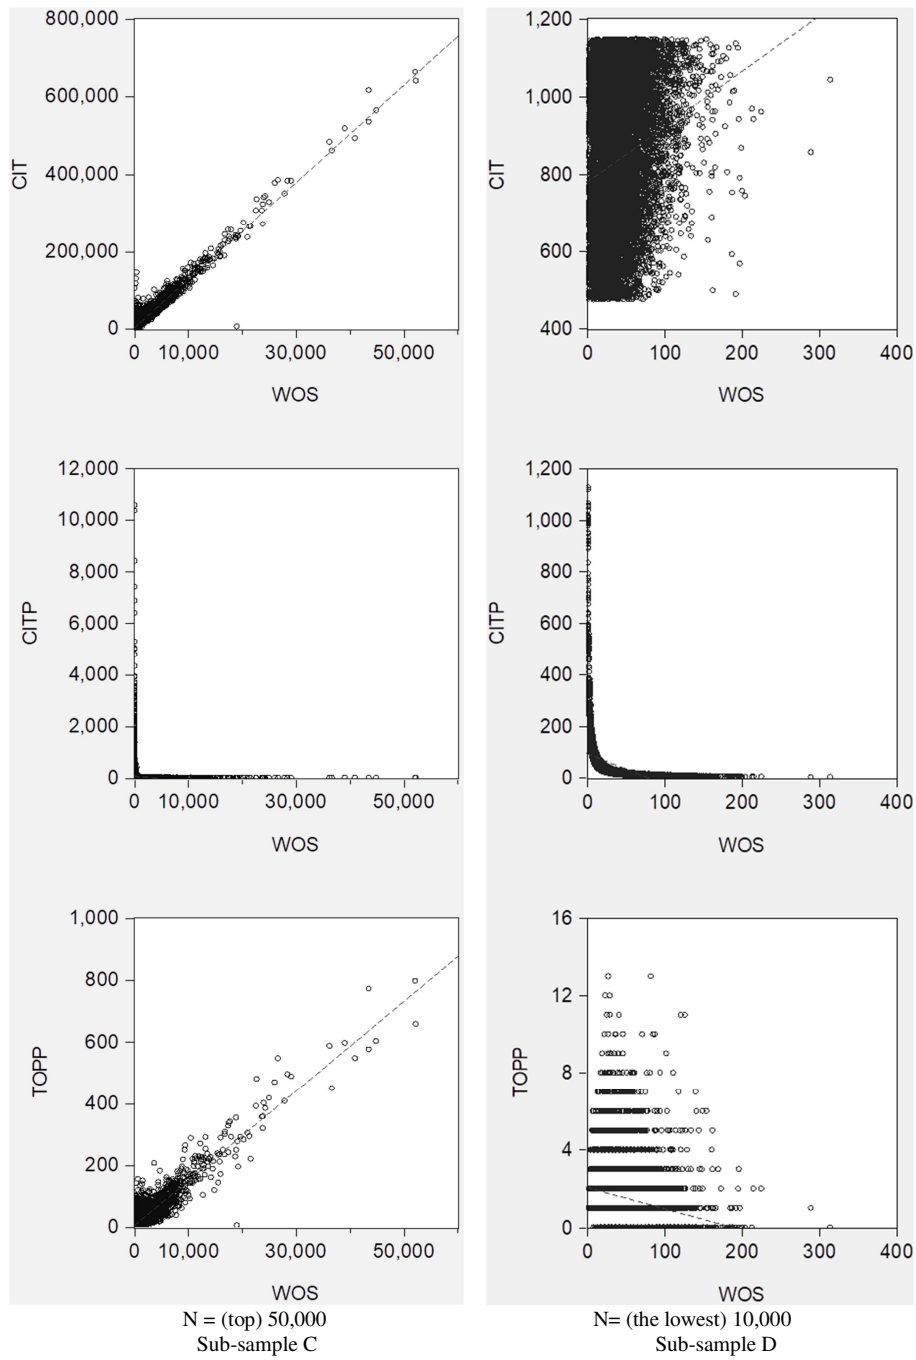 800,000
600,000
400,000
200,000
0
CIT
0 10,000 30,000 50,000
WOS
1,200
1,000
800
600
400
CIT
0 100 200 300 400
WOS
12,000
10,000
8,000
6,000
4,000
2,000
0
CITP
0 10,000 30,000 50,000
WOS
1,200
1,000
800
600
400
200
0
CITP
0 100 200 300 400
WOS
1,000
800
600
400
200
0
TOPP
0 10,000 30,000 50,000
WOS
16
12
8
4
0
TOPP
0 100 200 300 400
WOS
N = (top) 50,000
Sub-sample C
N= (the lowest) 10,000
Sub-sample D